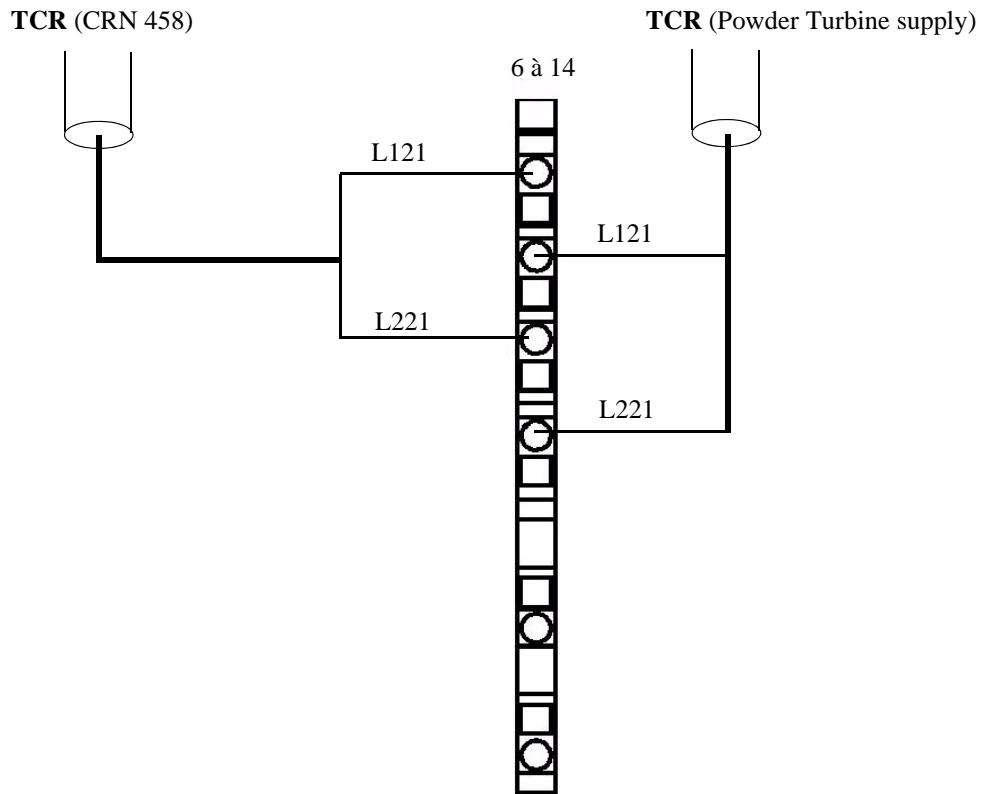 TCR (CRN 458)
TCR (Powder Turbine supply)
6 à 14
L121
L121
L221
L221